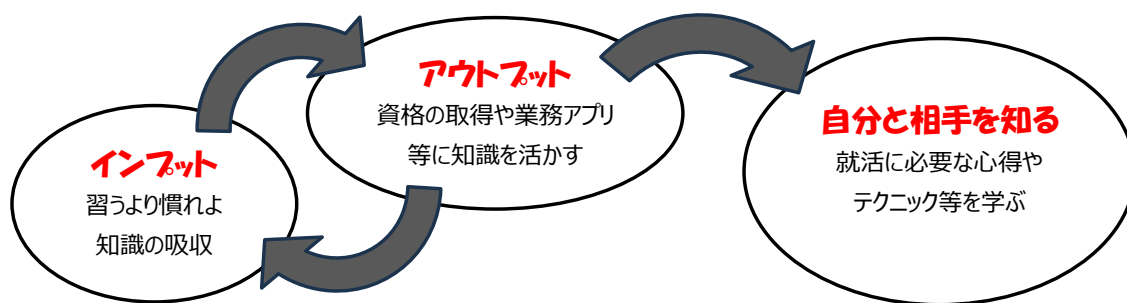 インプット
習うより慣れよ
知識の吸収
アウトプット
資格の取得や業務アプリ
等に知識を活かす
自分と相手を知る
就活に必要な心得や
テクニック等を学ぶ